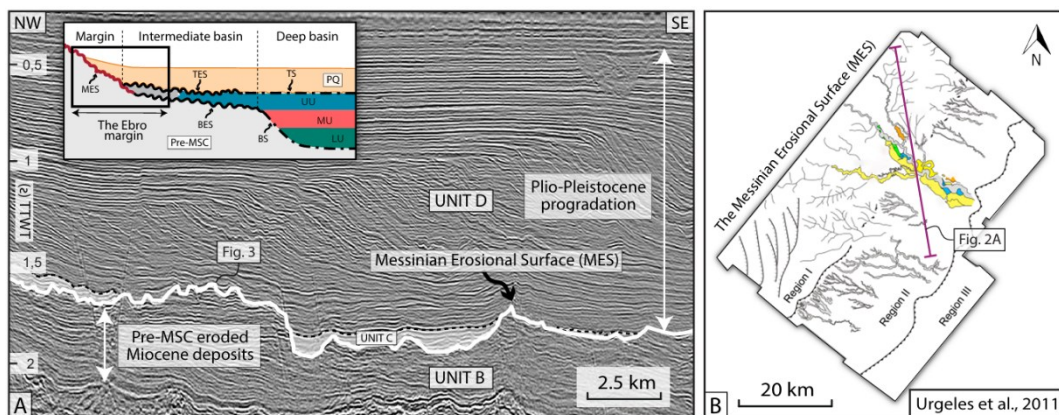 NW
A
SE
Margin
Intermediate basin
Deep basin
TES
TS
PQ
MES
UU
BES
MU
The Ebro
margin
Pre-MSC
BS
LU
0,5
1
TTWT (s)
1,5
2
UNIT D
Plio-Pleistocene
progradation
Fig. 3
Messinian Erosional Surface (MES)
Pre-MSC eroded
Miocene deposits
UNIT C
UNIT B
2.5 km
A
B
N
The Messinian Erosional Surface (MES)
Fig. 2A
Region I
Region II
Region III
20 km
B
Urgeles et al., 2011